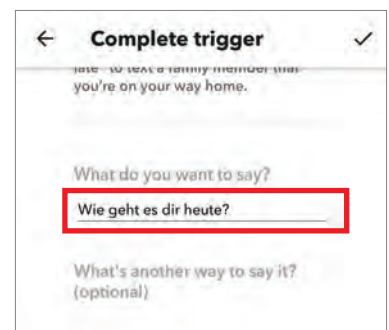 Complete trigger
late" to text a family member that
you're on your way home.
What do you want to say?
Wie geht es dir heute?
What's another way to say it?
(optional)